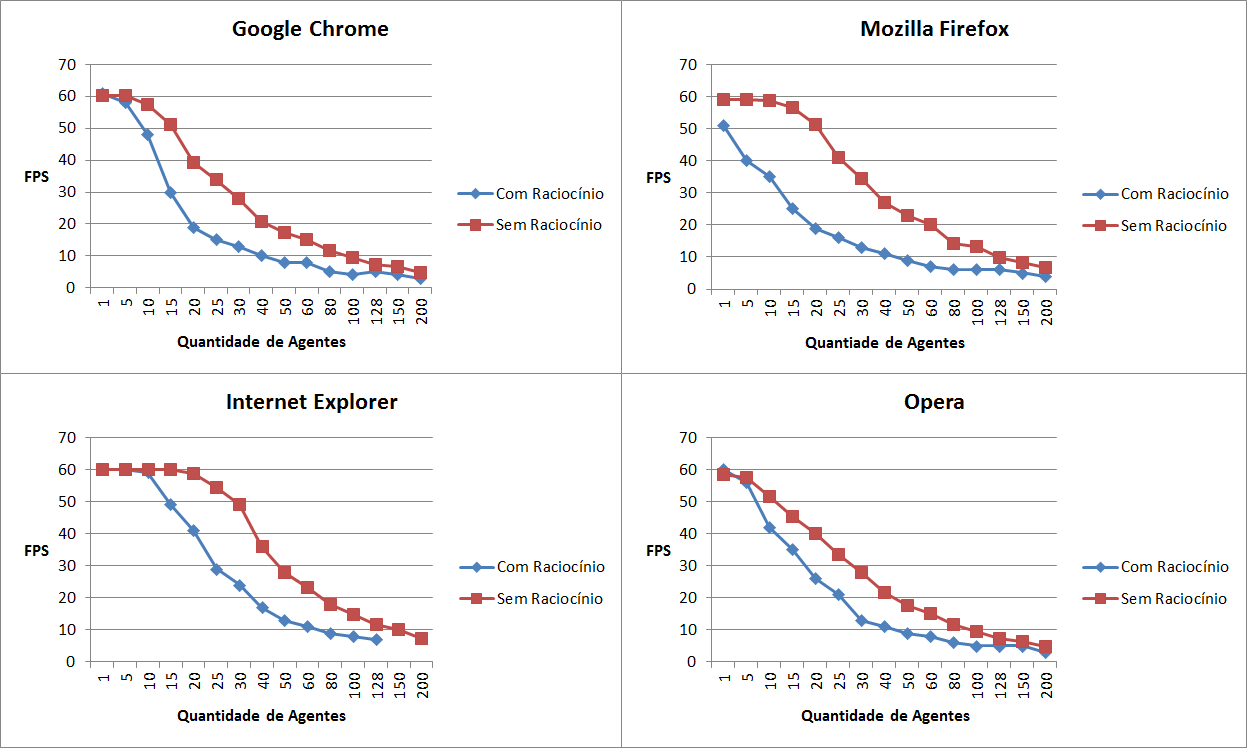 Google Chrome
70
60
50
40
30
20
10
0
FPS
1 5 10 15 20 25 30 40 50 60 80 100 128 150 200
Quantidade de Agentes
Com Raciocínio
Sem Raciocínio
Mozilla Firefox
70
60
50
40
30
20
10
0
FPS
1 5 10 15 20 25 30 40 50 60 80 100 128 150 200
Quantiade de Agentes
Com Raciocínio
Sem Raciocínio
Internet Explorer
70
60
50
40
30
20
10
0
FPS
1 5 10 15 20 25 30 40 50 60 80 100 128 150 200
Quantidade de Agentes
Com Raciocínio
Sem Raciocínio
Opera
70
60
50
40
30
20
10
0
FPS
1 5 10 15 20 25 30 40 50 60 80 100 128 150 200
Quantidade de Agentes
Com Raciocínio
Sem Raciocínio